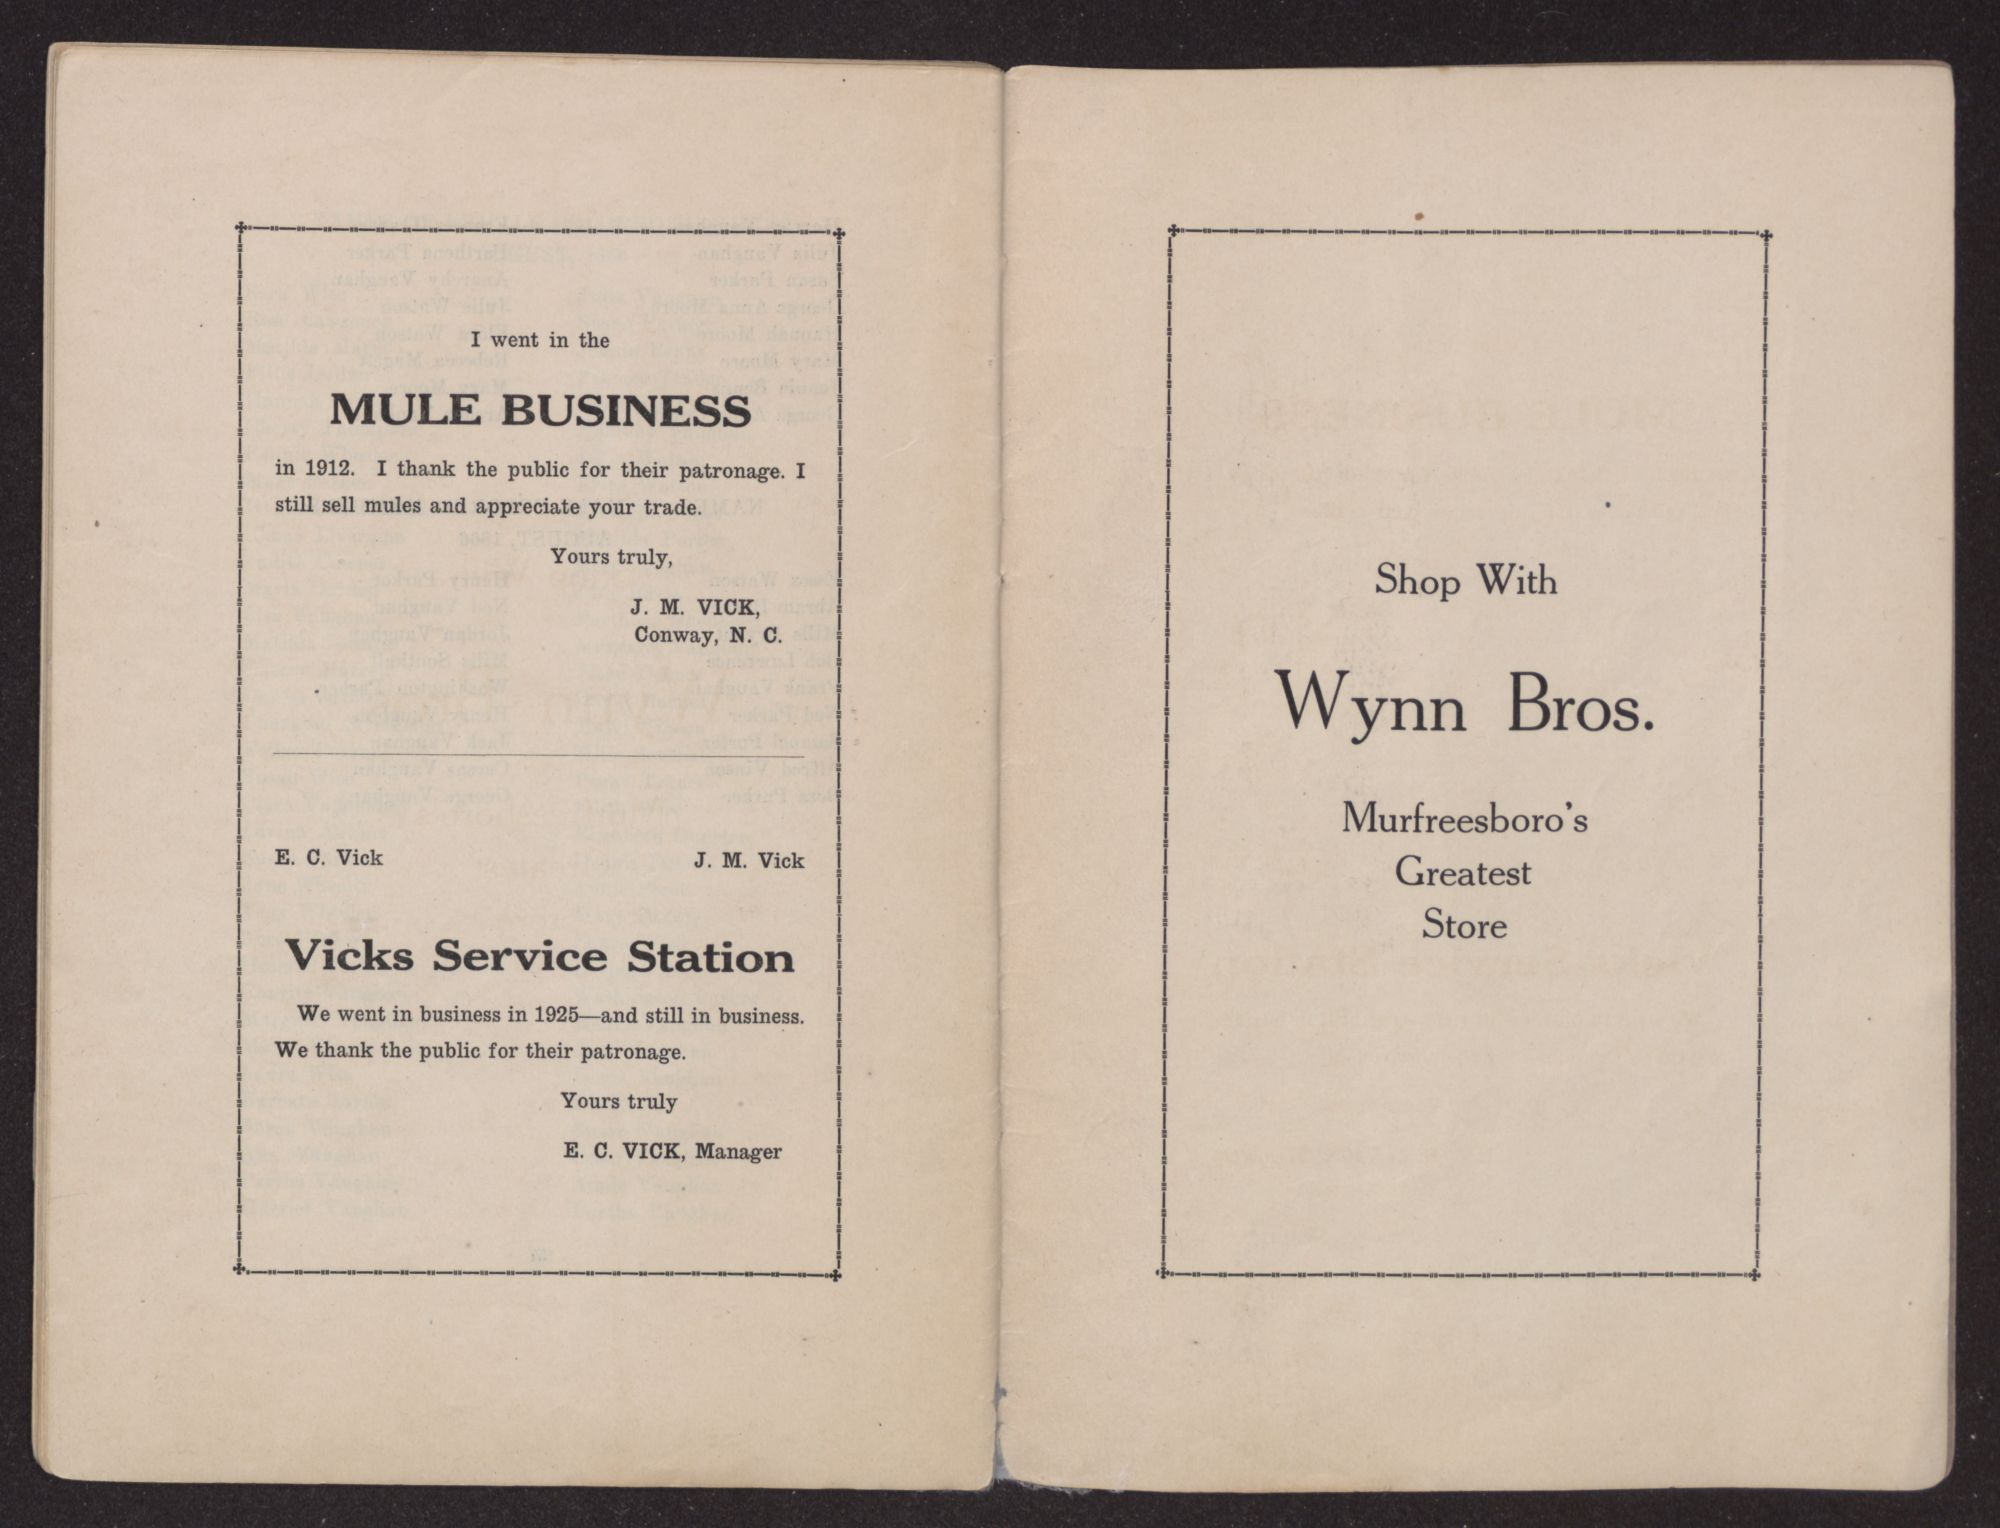 I went in the
MULE BUSINESS
in 1912. I thank the public for their patronage. I
still sell mules and appreciate your trade.
Yours truly,
J. M. VICK,
Conway, N. C.
E. C. Vick J. M. Vick
Vicks Service Station
We went in business in 1925—and still in business.
We thank the public for their patronage.
Yours truly
E. C. VICK, Manager
Shop With
Wynn Bros.
Murfreesboro's
Greatest
Store